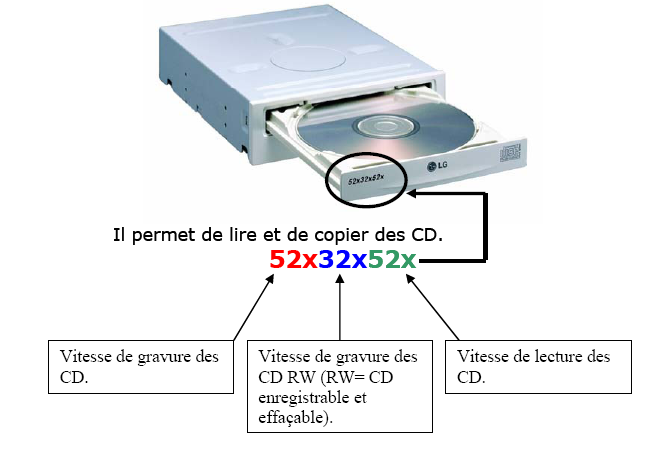 52x32x52x
LG
Il permet de lire et de copier des CD.
52x32x52x
Vitesse de gravure des
CD.
Vitesse de gravure des
CD RW (RW= CD
enregistrable et
effaçable).
Vitesse de lecture des
CD.